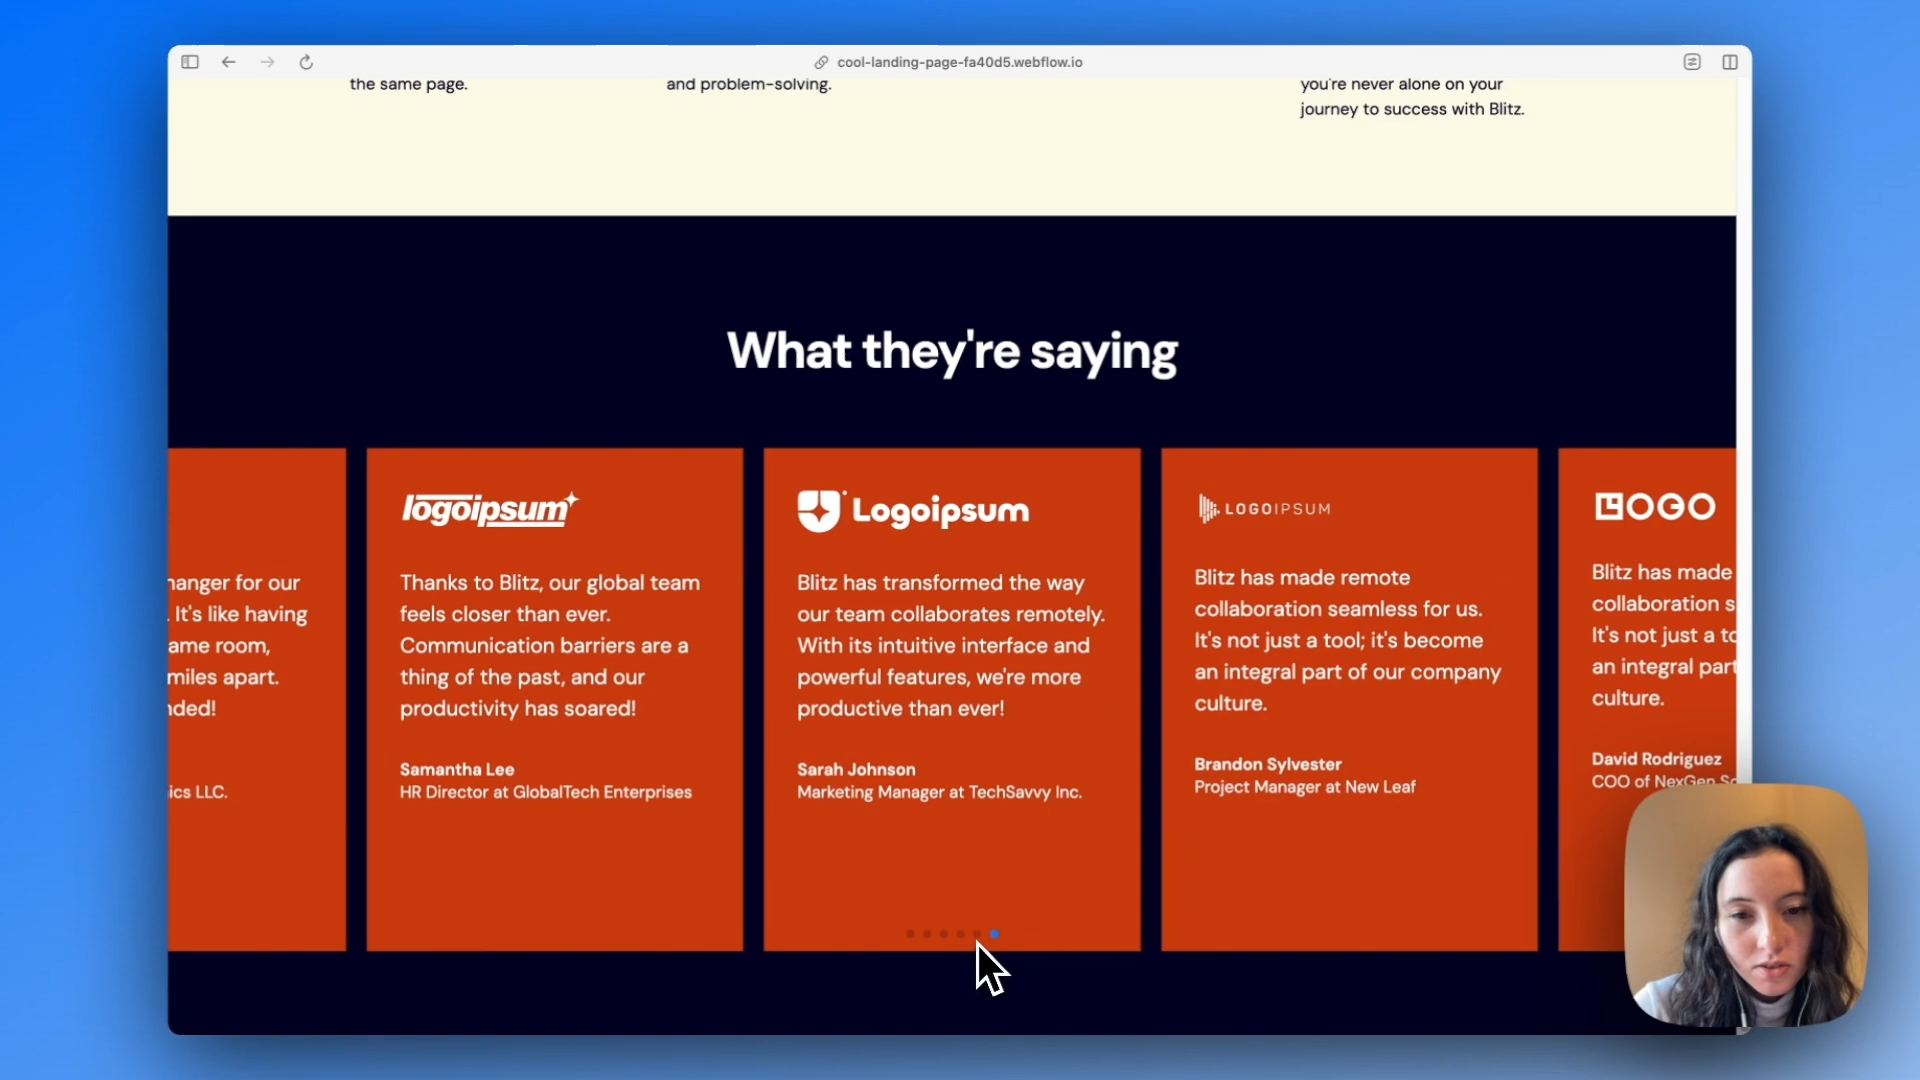 cool-landing-page-fa40d5.webflow.io
the same page.
and problem-solving.
you're never alone on your
journey to success with Blitz.
What they're saying
hanger for our
. It's like having
ame room,
miles apart.
nded!
ics LLC.
logoipsum
Thanks to Blitz, our global team
feels closer than ever.
Communication barriers are a
thing of the past, and our
productivity has soared!
Samantha Lee
HR Director at GlobalTech Enterprises
Logoipsum
Blitz has transformed the way
our team collaborates remotely.
With its intuitive interface and
powerful features, we're more
productive than ever!
Sarah Johnson
Marketing Manager at TechSavvy Inc.
LOGOIPSUM
Blitz has made remote
collaboration seamless for us.
It's not just a tool; it's become
an integral part of our company
culture.
Brandon Sylvester
Project Manager at New Leaf
LOGO
Blitz has made
collaboration s
It's not just a to
an integral part
culture.
David Rodriguez
COO of NexGen So